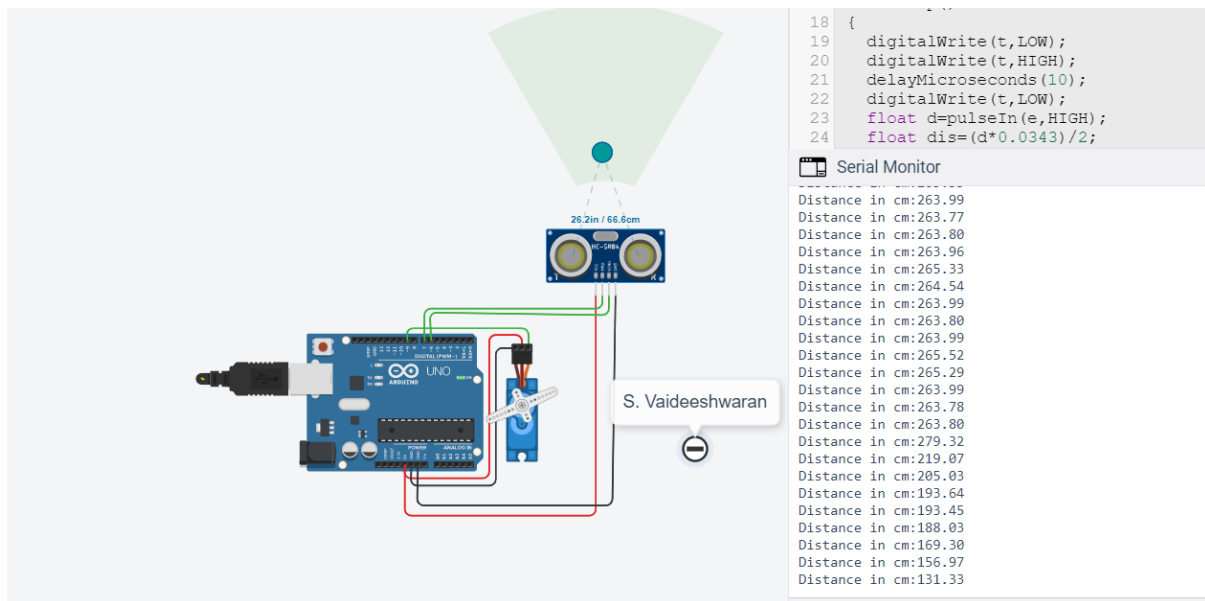 18 {
19 digitalWrite(t,LOW);
20 digitalWrite(t,HIGH);
21 delayMicroseconds(10);
22 digitalWrite(t,LOW);
23 float d=pulseIn(e,HIGH);
24 float dis=(d*0.0343)/2;
Serial Monitor
Distance in cm:263.99
Distance in cm:263.77
Distance in cm:263.80
Distance in cm:263.96
Distance in cm:265.33
Distance in cm:264.54
Distance in cm:263.99
Distance in cm:263.80
Distance in cm:263.99
Distance in cm:265.52
Distance in cm:265.29
Distance in cm:263.99
Distance in cm:263.78
Distance in cm:263.80
Distance in cm:279.32
Distance in cm:219.07
Distance in cm:205.03
Distance in cm:193.64
Distance in cm:193.45
Distance in cm:188.03
Distance in cm:169.30
Distance in cm:156.97
Distance in cm:131.33
26.2in / 66.6cm
HC-SR04
T R
DIGITAL (PWM~)
UNO
ARDUINO
POWER ANALOG IN
S. Vaideeshwaran